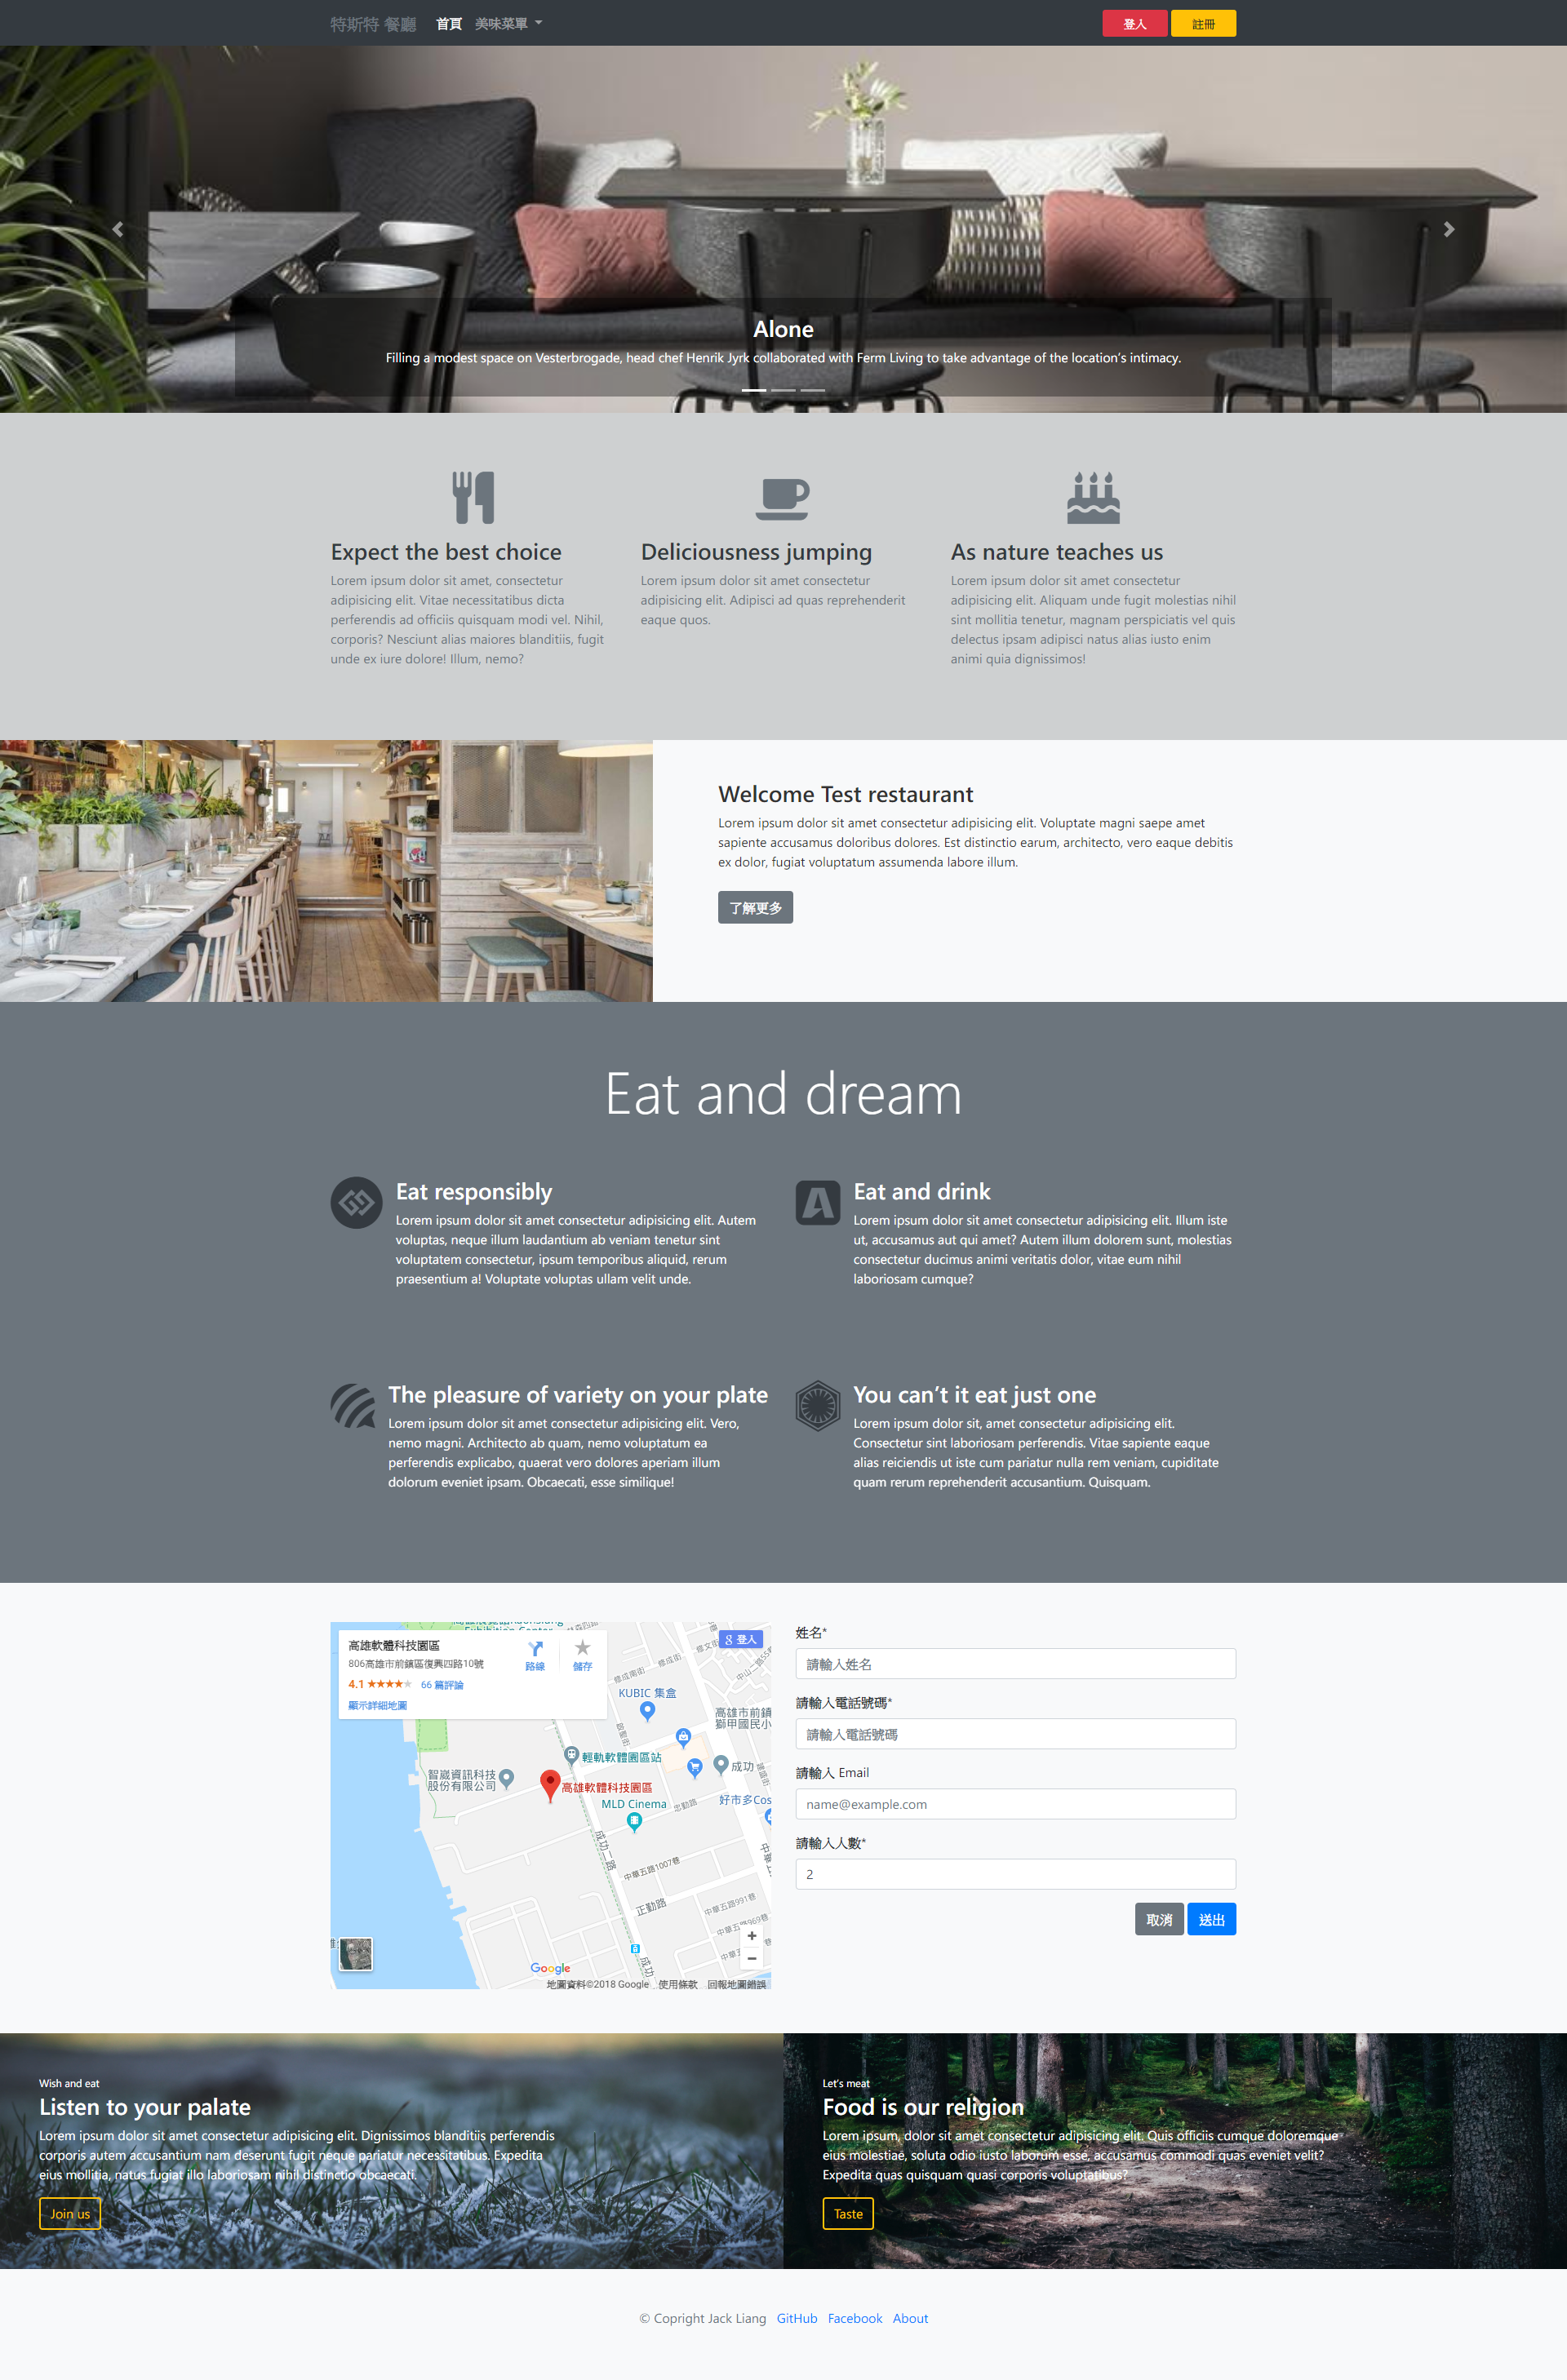 特斯特 餐廳
首頁
美味菜單
登入
註冊
Alone
Filling a modest space on Vesterbrogade, head chef Henrik Jyrk collaborated with Ferm Living to take advantage of the location’s intimacy.
Expect the best choice
Lorem ipsum dolor sit amet, consectetur
adipisicing elit. Vitae necessitatibus dicta
perferendis ad officiis quisquam modi vel. Nihil,
corporis? Nesciunt alias maiores blanditiis, fugit
unde ex iure dolore! Illum, nemo?
Deliciousness jumping
Lorem ipsum dolor sit amet consectetur
adipisicing elit. Adipisci ad quas reprehenderit
eaque quos.
As nature teaches us
Lorem ipsum dolor sit amet consectetur
adipisicing elit. Aliquam unde fugit molestias nihil
sint mollitia tenetur, magnam perspiciatis vel quis
delectus ipsam adipisci natus alias iusto enim
animi quia dignissimos!
Welcome Test restaurant
Lorem ipsum dolor sit amet consectetur adipisicing elit. Voluptate magni saepe amet
sapiente accusamus doloribus dolores. Est distinctio earum, architecto, vero eaque debitis
ex dolor, fugiat voluptatum assumenda labore illum.
了解更多
Eat and dream
Eat responsibly
Lorem ipsum dolor sit amet consectetur adipisicing elit. Autem
voluptas, neque illum laudantium ab veniam tenetur sint
voluptatem consectetur, ipsum temporibus aliquid, rerum
praesentium a! Voluptate voluptas ullam velit unde.
Eat and drink
Lorem ipsum dolor sit amet consectetur adipisicing elit. Illum iste
ut, accusamus aut qui amet? Autem illum dolorem sunt, molestias
consectetur ducimus animi veritatis dolor, vitae eum nihil
laboriosam cumque?
The pleasure of variety on your plate
Lorem ipsum dolor sit amet consectetur adipisicing elit. Vero,
nemo magni. Architecto ab quam, nemo voluptatum ea
perferendis explicabo, quaerat vero dolores aperiam illum
dolorum eveniet ipsam. Obcaecati, esse similique!
You can’t it eat just one
Lorem ipsum dolor sit, amet consectetur adipisicing elit.
Consectetur sint laboriosam perferendis. Vitae sapiente eaque
alias reiciendis ut iste cum pariatur nulla rem veniam, cupiditate
quam rerum reprehenderit accusantium. Quisquam.
高雄軟體科技園區
806高雄市前鎮區復興四路10號
4.1
66 篇評論
顯示詳細地圖
路線
儲存
登入
KUBIC 集盒
高雄市前鎮
獅甲國民小
輕軌軟體園區站
成功
智崴資訊科技
股份有限公司
高雄軟體科技園區
MLD Cinema
忠勤路
好市多Cos
成功二路
中華五路1007巷
正勤路
中華五路991巷
中華五路969巷
成功
Google
地圖資料©2018 Google
使用條款
回報地圖錯誤
姓名*
請輸入姓名
請輸入電話號碼*
請輸入電話號碼
請輸入 Email
name@example.com
請輸入人數*
2
取消
送出
Wish and eat
Listen to your palate
Lorem ipsum dolor sit amet consectetur adipisicing elit. Dignissimos blanditiis perferendis
corporis autem accusantium nam deserunt fugit neque pariatur necessitatibus. Expedita
eius mollitia, natus fugiat illo laboriosam nihil distinctio obcaecati.
Join us
Let’s meat
Food is our religion
Lorem ipsum, dolor sit amet consectetur adipisicing elit. Quis officiis cumque doloremque
eius molestiae, soluta odio iusto laborum esse, accusamus commodi quas eveniet velit?
Expedita quas quisquam quasi corporis voluptatibus?
Taste
© Copright Jack Liang
GitHub
Facebook
About